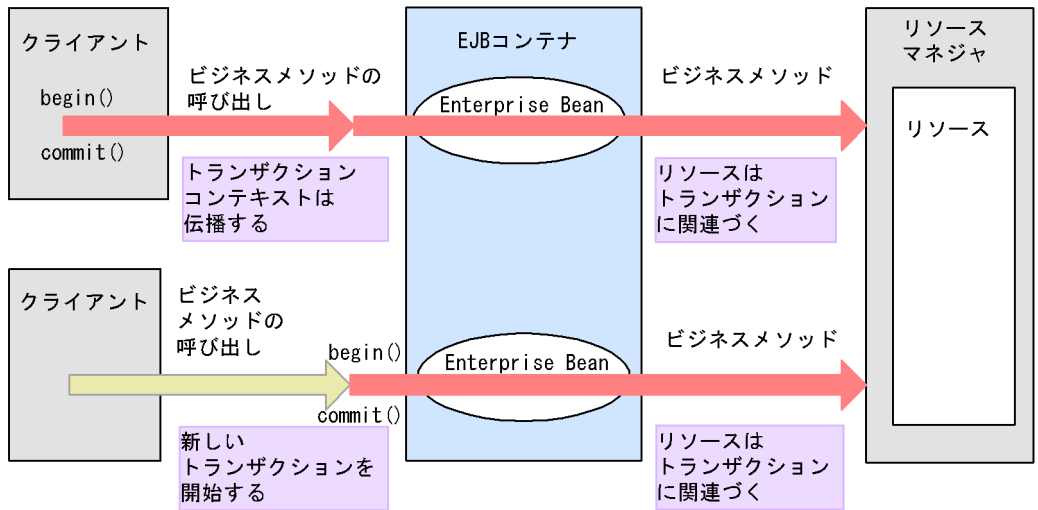 クライアント
begin()
commit()
ビジネスメソッドの
呼び出し
トランザクション
コンテキストは
伝播する
EJBコンテナ
Enterprise Bean
ビジネスメソッド
リソースは
トランザクション
に関連づく
リソース
マネジャ
リソース
クライアント
ビジネス
メソッドの
呼び出し
begin()
commit()
新しい
トランザクションを
開始する
Enterprise Bean
ビジネスメソッド
リソースは
トランザクション
に関連づく